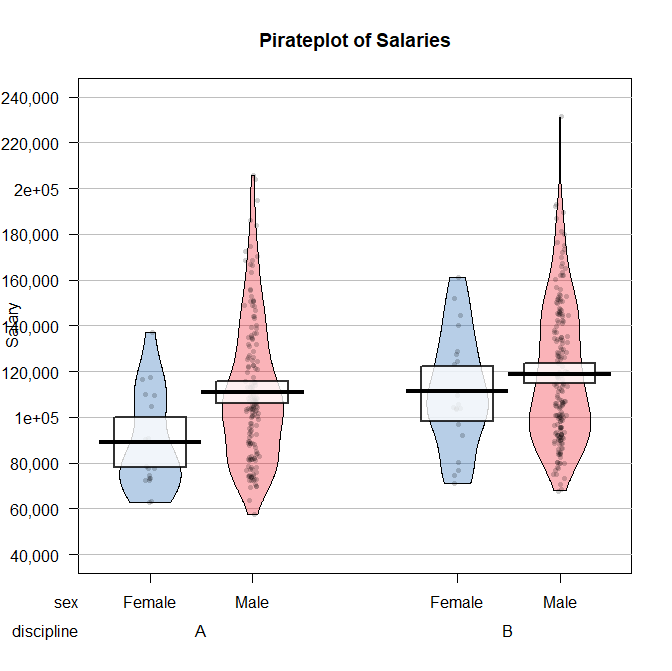 Pirateplot of Salaries
240,000
220,000
2e+05
180,000
160,000
140,000
120,000
1e+05
80,000
60,000
40,000
Salary
sex Female Male Female Male
discipline A B